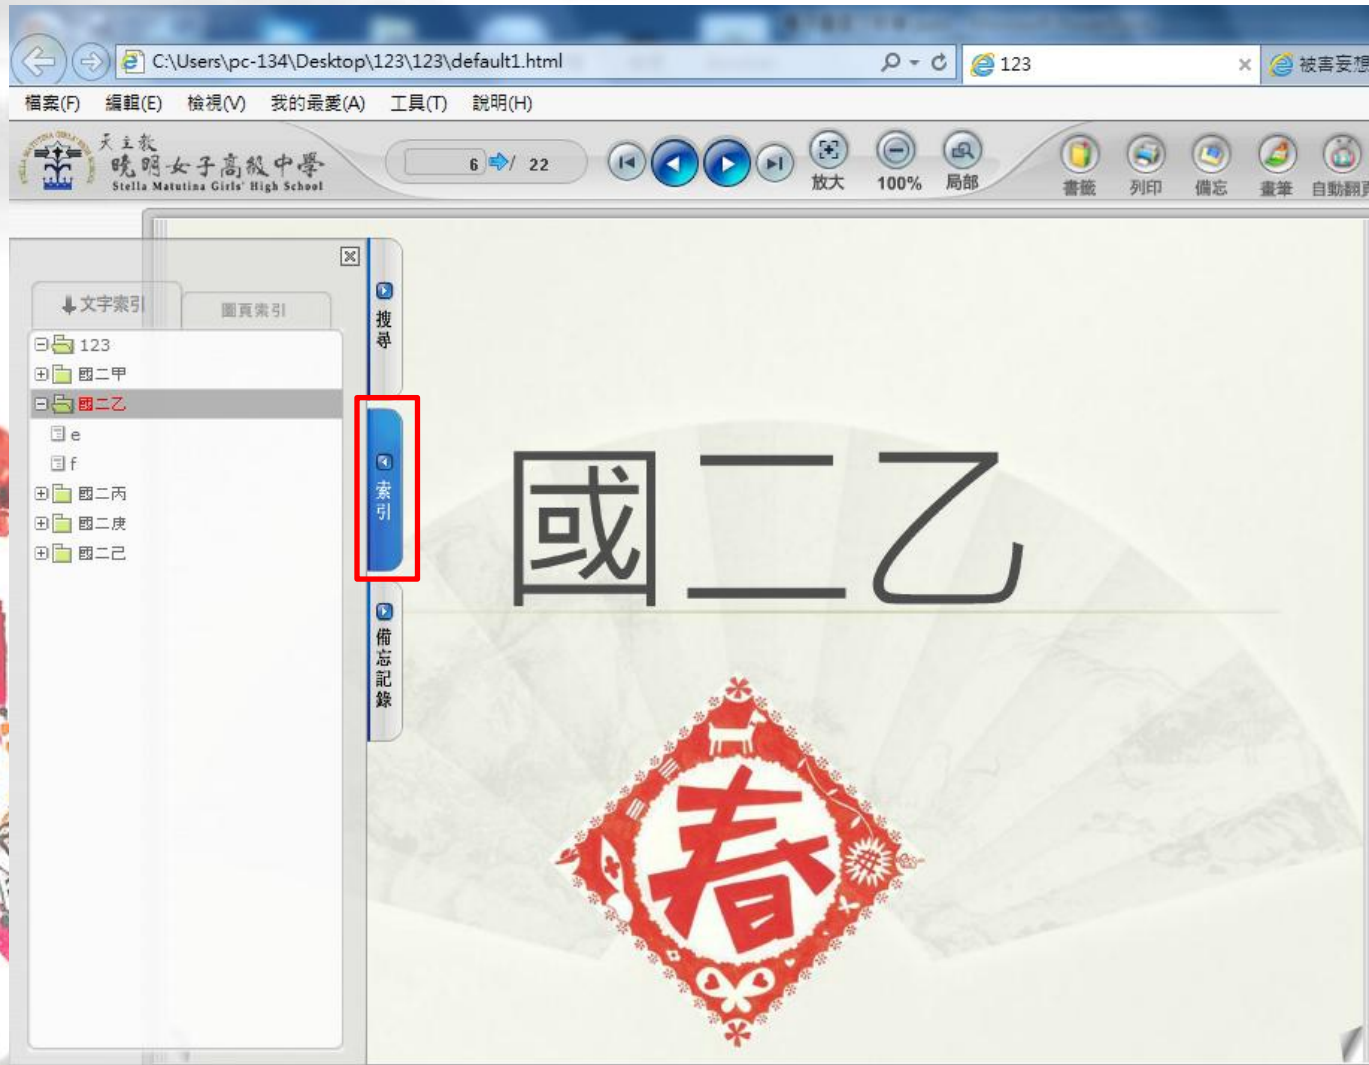 C:\Users\pc-134\Desktop\123\123\default1.html
123
被害妄想
檔案(F) 編輯(E) 檢視(V) 我的最愛(A) 工具(T) 說明(H)
天主教
曉明女子高級中學
Stella Matutina Girls' High School
6 / 22
放大
100%
局部
書籤
列印
備忘
畫筆
自動翻頁
文字索引
圖頁索引
123
國二甲
國二乙
e
f
國二丙
國二庚
國二己
搜尋
索引
備忘記錄
國二乙
春